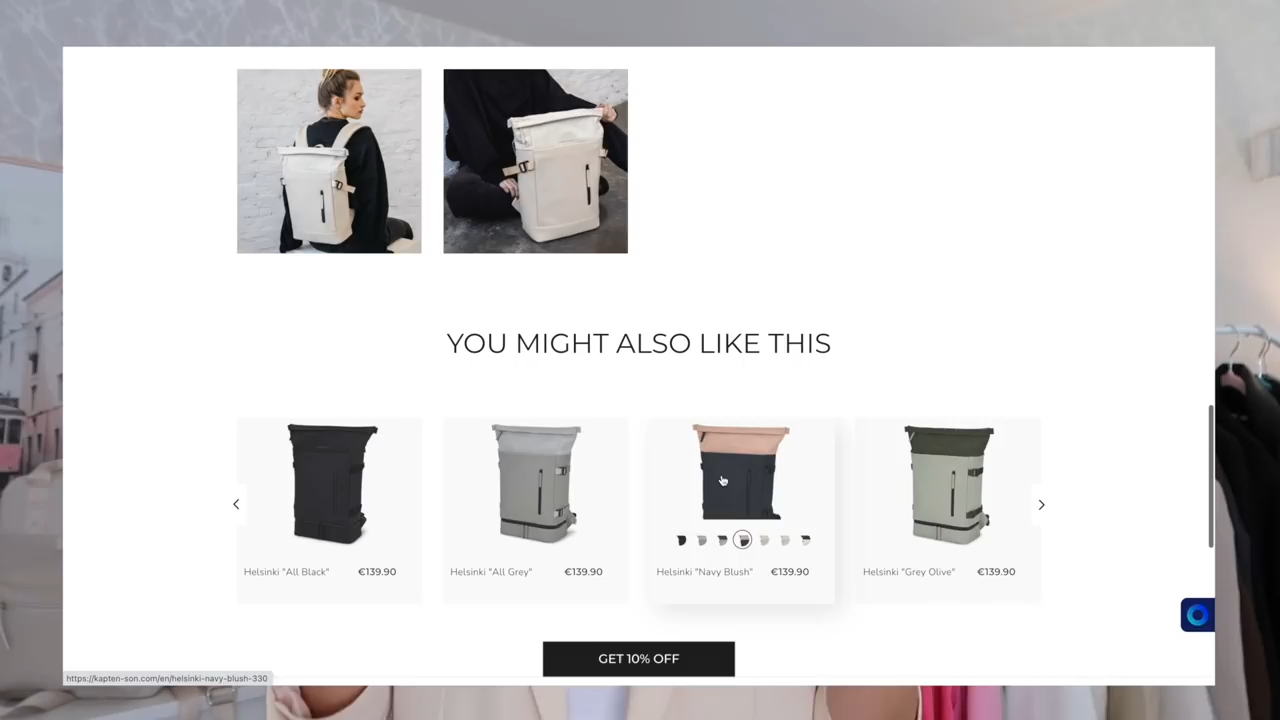 YOU MIGHT ALSO LIKE THIS
Helsinki "All Black" €139.90
Helsinki "All Grey" €139.90
Helsinki "Navy Blush" €139.90
Helsinki "Grey Olive" €139.90
GET 10% OFF
https://kapten-son.com/en/helsinki-navy-blush-330